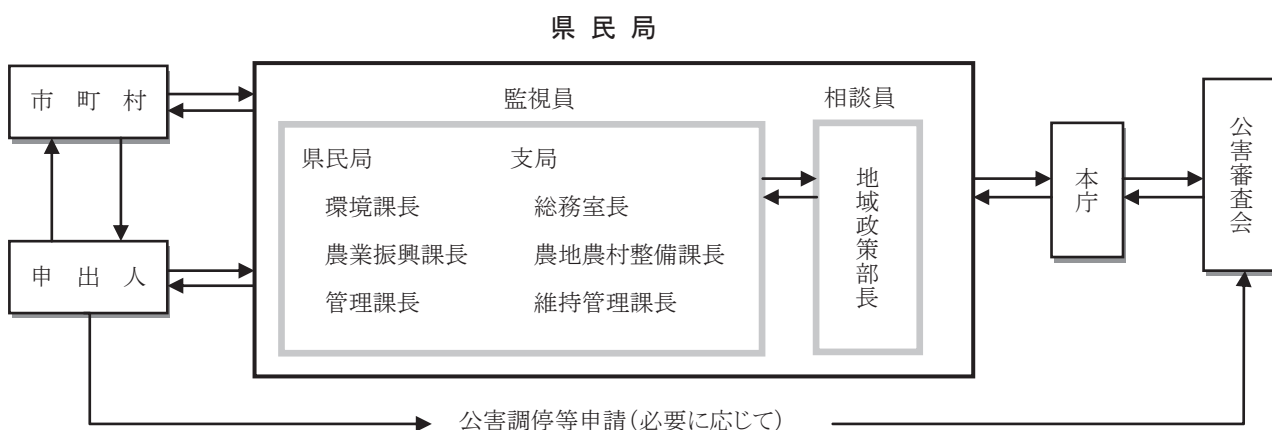 県民局
市町村
申出人
監視員
県民局
環境課長
農業振興課長
管理課長
支局
総務室長
農地農村整備課長
維持管理課長
相談員
地域政策部長
本庁
公害審査会
公害調停等申請(必要に応じて)